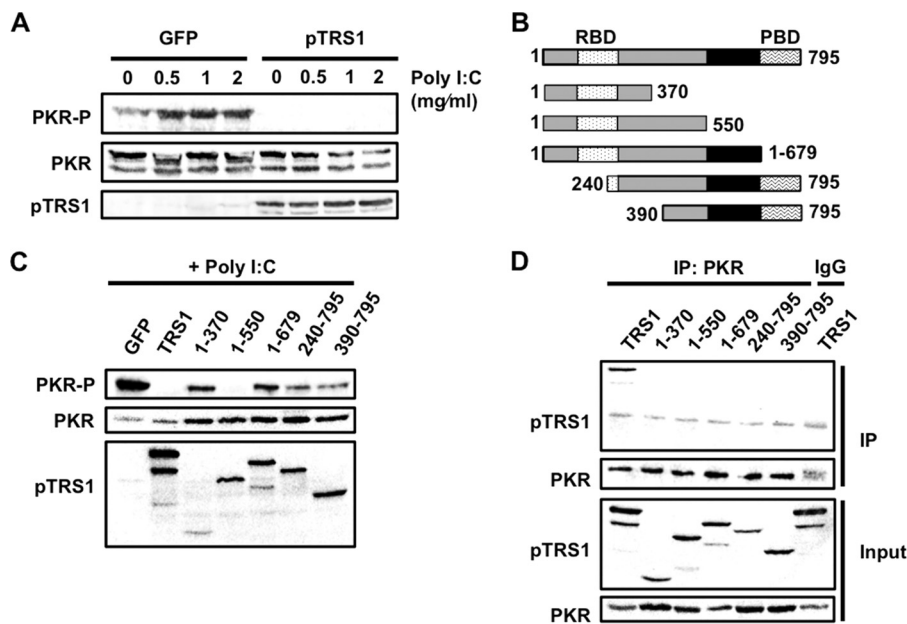 A
GFP pTRS1
0 0.5 1 2 0 0.5 1 2 Poly I:C
(mg/ml)
PKR-P
PKR
pTRS1
B
RBD PBD
1 795
1 370
1 550
1 1-679
240 795
390 795
C
+ Poly I:C
GFP TRS1 1-370 1-550 1-679 240-795 390-795
PKR-P
PKR
pTRS1
D
IP: PKR IgG
TRS1 1-370 1-550 1-679 240-795 390-795 TRS1
pTRS1
IP
PKR
pTRS1
Input
PKR